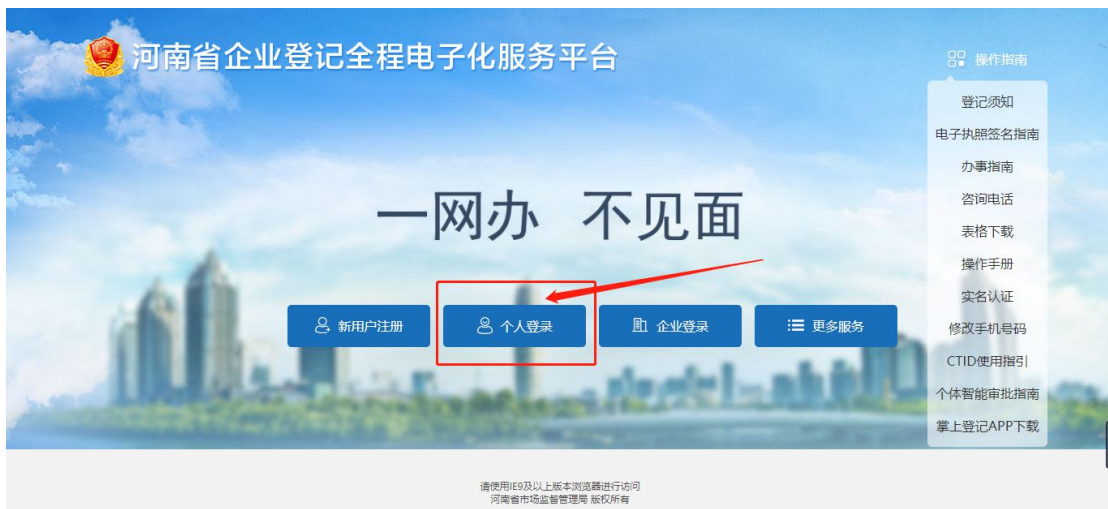 河南省企业登记全程电子化服务平台
操作指南
登记须知
电子执照签名指南
办事指南
咨询电话
表格下载
操作手册
实名认证
修改手机号码
CTID使用指引
个体智能审批指南
掌上登记APP下载
一网办 不见面
新用户注册
个人登录
企业登录
更多服务
请使用IE9及以上版本浏览器进行访问
河南省市场监督管理局 版权所有